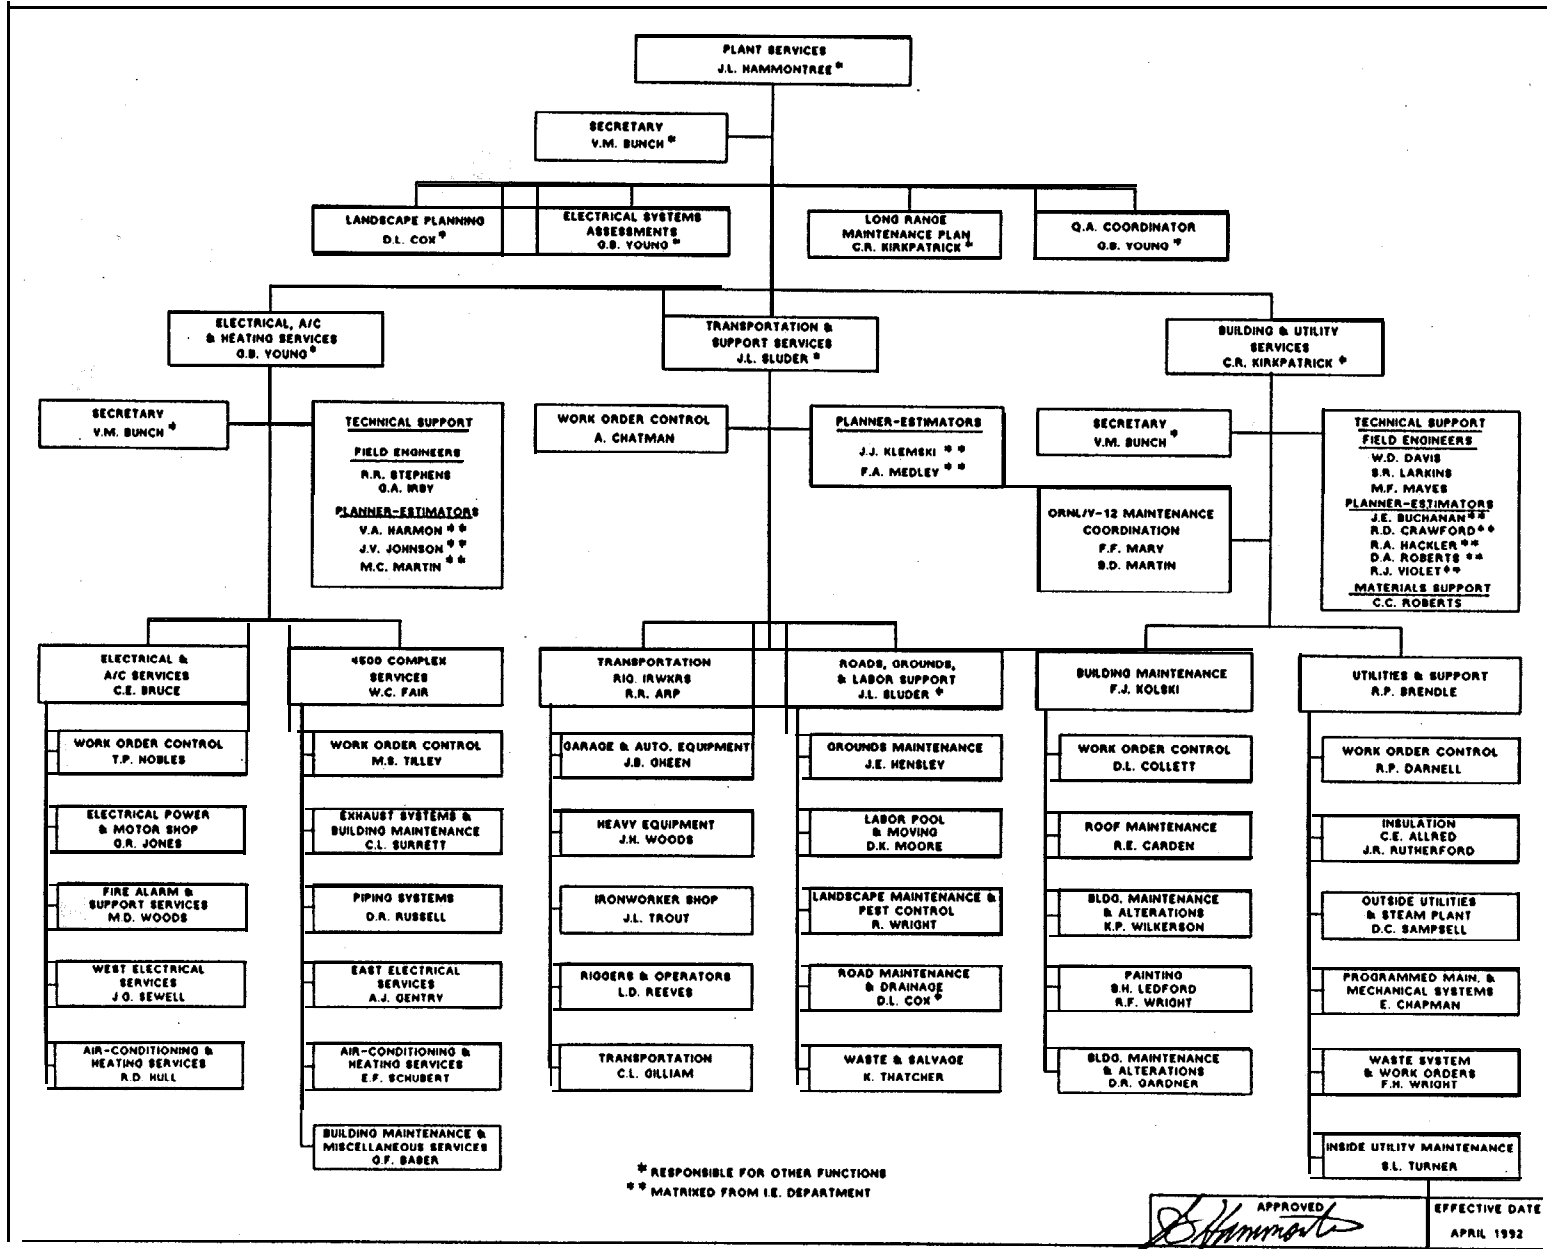 PLANT SERVICES
J.L. HAMMONTREE *
SECRETARY
V.M. BUNCH *
LANDSCAPE PLANNING
D.L. COX *
ELECTRICAL SYSTEMS
ASSESSMENTS
G.B. YOUNG *
LONG RANGE
MAINTENANCE PLAN
C.R. KIRKPATRICK *
Q.A. COORDINATOR
G.B. YOUNG *
ELECTRICAL, A/C
& HEATING SERVICES
G.B. YOUNG *
TRANSPORTATION &
SUPPORT SERVICES
J.L. SLUDER *
BUILDING & UTILITY
SERVICES
C.R. KIRKPATRICK *
SECRETARY
V.M. BUNCH *
TECHNICAL SUPPORT
FIELD ENGINEERS
R.R. STEPHENS
G.A. IRBY
PLANNER-ESTIMATORS
V.A. HARMON **
J.V. JOHNSON **
M.C. MARTIN **
WORK ORDER CONTROL
A. CHATMAN
PLANNER-ESTIMATORS
J.J. KLEMSKI **
F.A. MEDLEY **
SECRETARY
V.M. BUNCH *
ORNL/Y-12 MAINTENANCE
COORDINATION
F.F. MARY
S.D. MARTIN
TECHNICAL SUPPORT
FIELD ENGINEERS
W.D. DAVIS
S.R. LARKINS
M.F. MAYES
PLANNER-ESTIMATORS
J.E. BUCHANAN **
R.D. CRAWFORD **
R.A. HACKLER **
D.A. ROBERTS **
R.J. VIOLET **
MATERIALS SUPPORT
C.C. ROBERTS
ELECTRICAL &
A/C SERVICES
C.E. BRUCE
WORK ORDER CONTROL
T.P. NOBLES
ELECTRICAL POWER
& MOTOR SHOP
G.R. JONES
FIRE ALARM &
SUPPORT SERVICES
M.D. WOODS
WEST ELECTRICAL
SERVICES
J.G. SEWELL
AIR-CONDITIONING &
HEATING SERVICES
R.D. HULL
4500 COMPLEX
SERVICES
W.C. FAIR
WORK ORDER CONTROL
M.S. TILLEY
EXHAUST SYSTEMS &
BUILDING MAINTENANCE
C.L. SURRETT
PIPING SYSTEMS
D.R. RUSSELL
EAST ELECTRICAL
SERVICES
A.J. GENTRY
AIR-CONDITIONING &
HEATING SERVICES
E.F. SCHUBERT
BUILDING MAINTENANCE &
MISCELLANEOUS SERVICES
G.F. BABER
TRANSPORTATION
RIG. IRWKRS
R.R. ARP
GARAGE & AUTO. EQUIPMENT
J.B. GHEEN
HEAVY EQUIPMENT
J.H. WOODS
IRONWORKER SHOP
J.L. TROUT
RIGGERS & OPERATORS
L.D. REEVES
TRANSPORTATION
C.L. GILLIAM
ROADS, GROUNDS,
& LABOR SUPPORT
J.L. SLUDER *
GROUNDS MAINTENANCE
J.E. HENSLEY
LABOR POOL
& MOVING
D.K. MOORE
LANDSCAPE MAINTENANCE &
PEST CONTROL
R. WRIGHT
ROAD MAINTENANCE
& DRAINAGE
D.L. COX *
WASTE & SALVAGE
K. THATCHER
BUILDING MAINTENANCE
F.J. KOLSKI
WORK ORDER CONTROL
D.L. COLLETT
ROOF MAINTENANCE
R.E. CARDEN
BLDG. MAINTENANCE
& ALTERATIONS
K.P. WILKERSON
PAINTING
S.H. LEDFORD
R.F. WRIGHT
BLDG. MAINTENANCE
& ALTERATIONS
D.R. GARDNER
UTILITIES & SUPPORT
R.P. BRENDLE
WORK ORDER CONTROL
R.P. DARNELL
INSULATION
C.E. ALLRED
J.R. RUTHERFORD
OUTSIDE UTILITIES
& STEAM PLANT
D.C. SAMPSELL
PROGRAMMED MAIN. &
MECHANICAL SYSTEMS
E. CHAPMAN
WASTE SYSTEM
& WORK ORDERS
F.H. WRIGHT
INSIDE UTILITY MAINTENANCE
S.L. TURNER
* RESPONSIBLE FOR OTHER FUNCTIONS
** MATRIXED FROM I.E. DEPARTMENT
APPROVED
EFFECTIVE DATE
APRIL 1992